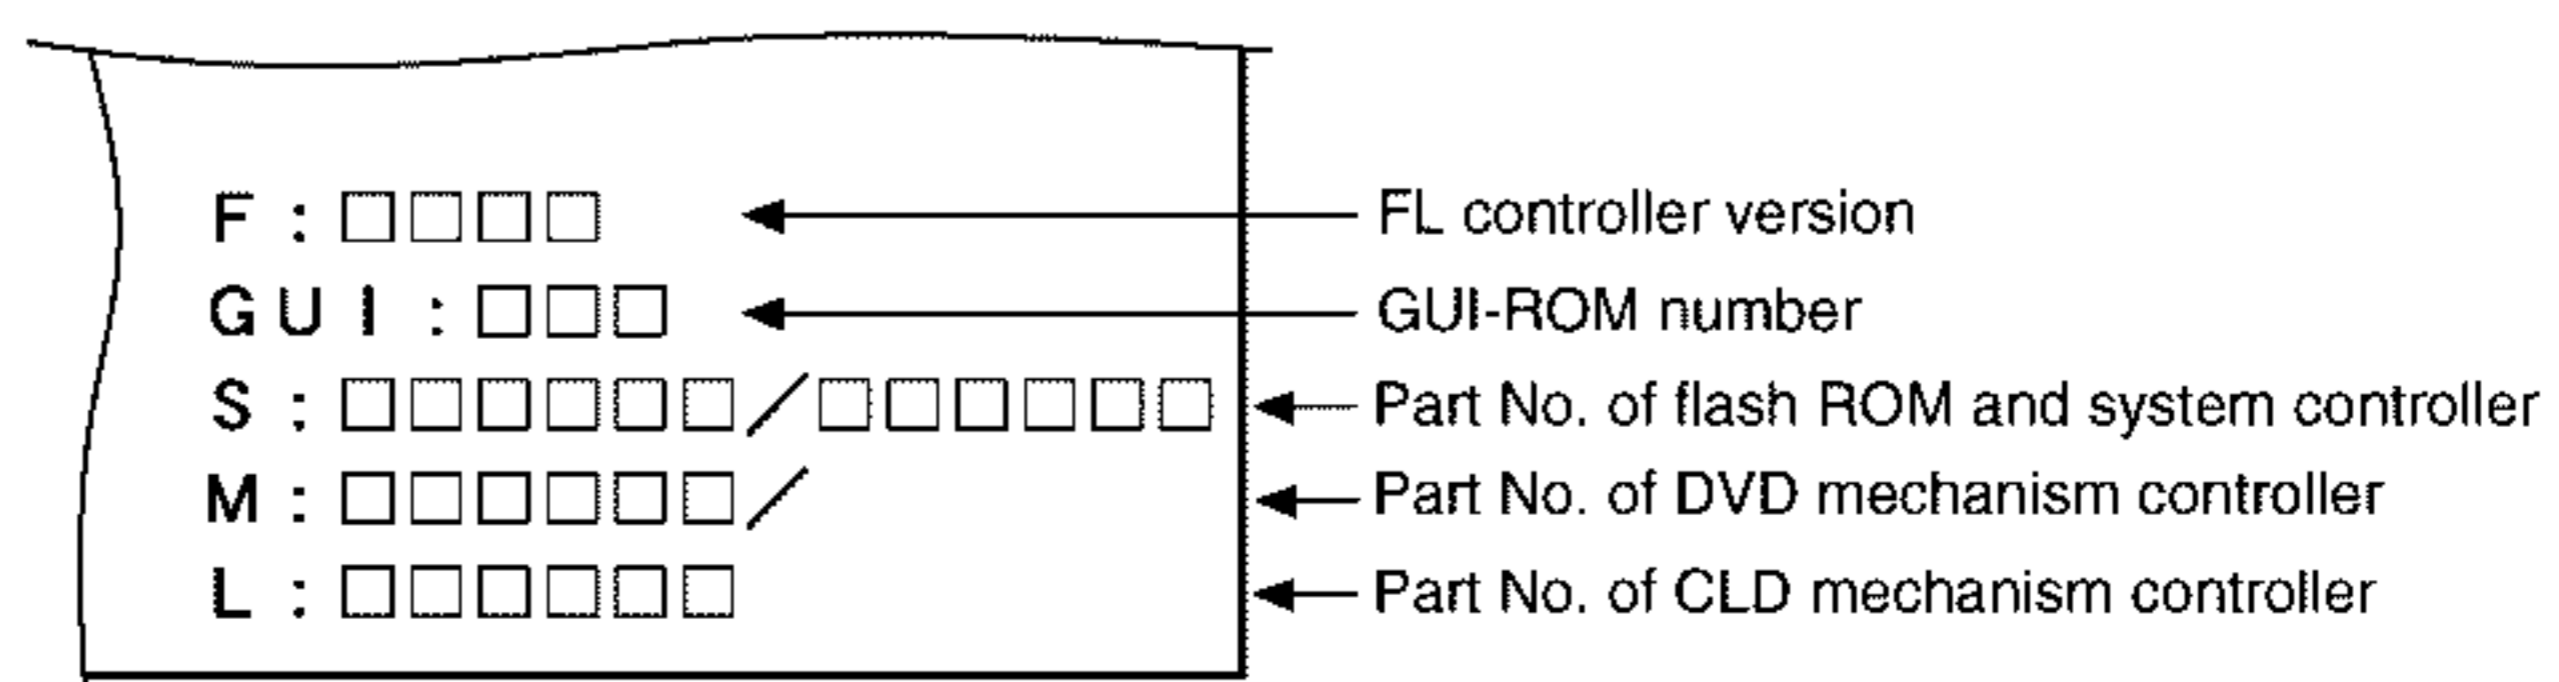 F : □□□□ FL controller version
GUI : □□□ GUI-ROM number
S : □□□□□□/□□□□□□ Part No. of flash ROM and system controller
M : □□□□□□/ Part No. of DVD mechanism controller
L : □□□□□□ Part No. of CLD mechanism controller